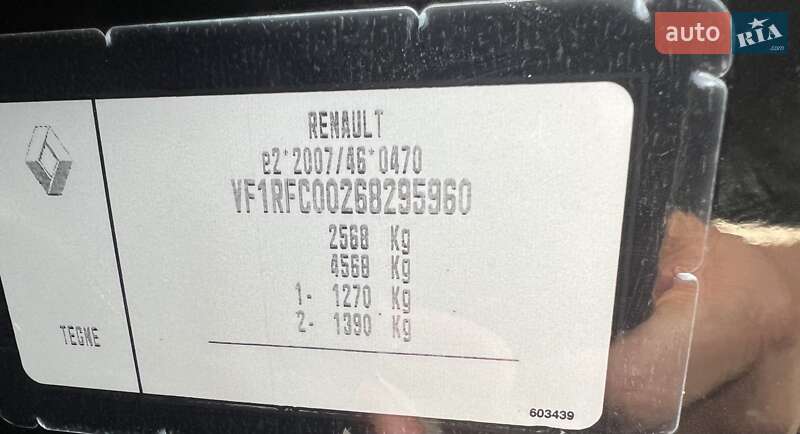 auto RIA.com
RENAULT
e2*2007/46*0470
VF1RFC00268295960
2568 Kg
4568 Kg
1- 1270 Kg
2- 1390 Kg
TEGNE
603439